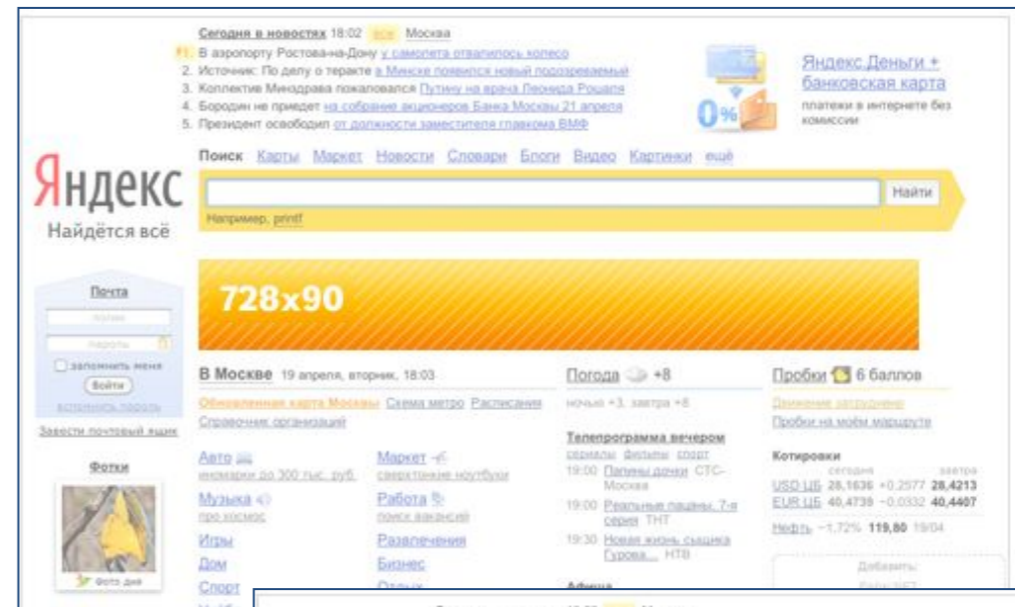 Сегодня в новостях 18:02 все Москва
1. В аэропорту Ростова-на-Дону у самолета отвалилось колесо
2. Источник: По делу о теракте в Минске появился новый подозреваемый
3. Коллектив Минздрава пожаловался Путину на врача Леонида Рошаля
4. Бородин не приедет на собрание акционеров Банка Москвы 21 апреля
5. Президент освободил от должности заместителя главкома ВМФ
0%
Яндекс.Деньги +
банковская карта
платежи в интернете без
комиссии
Яндекс
Найдётся всё
Поиск Карты Маркет Новости Словари Блоги Видео Картинки ещё
Найти
Например, printf
728x90
Почта
логин
пароль
запомнить меня
Войти
вспомнить пароль
Завести почтовый ящик
Фотки
Фото дня
В Москве 19 апреля, вторник, 18:03
Обновленная карта Москвы Схема метро Расписания
Справочник организаций
Авто
иномарки до 300 тыс. руб.
Музыка
про космос
Игры
Дом
Спорт
Маркет
сверхтонкие ноутбуки
Работа
поиск вакансий
Развлечения
Бизнес
Отдых
Погода +8
ночью +3, завтра +8
Телепрограмма вечером
сериалы фильмы спорт
19:00 Папины дочки СТС-
Москва
19:00 Реальные пацаны, 7-я
серия ТНТ
19:30 Новая жизнь сыщика
Гурова... НТВ
Афиша
Пробки 6 баллов
Движение затруднено
Пробки на моём маршруте
Котировки
сегодня завтра
USD ЦБ 28,1636 +0,2577 28,4213
EUR ЦБ 40,4739 -0,0332 40,4407
Нефть -1,72% 119,80 19/04
Добавить: